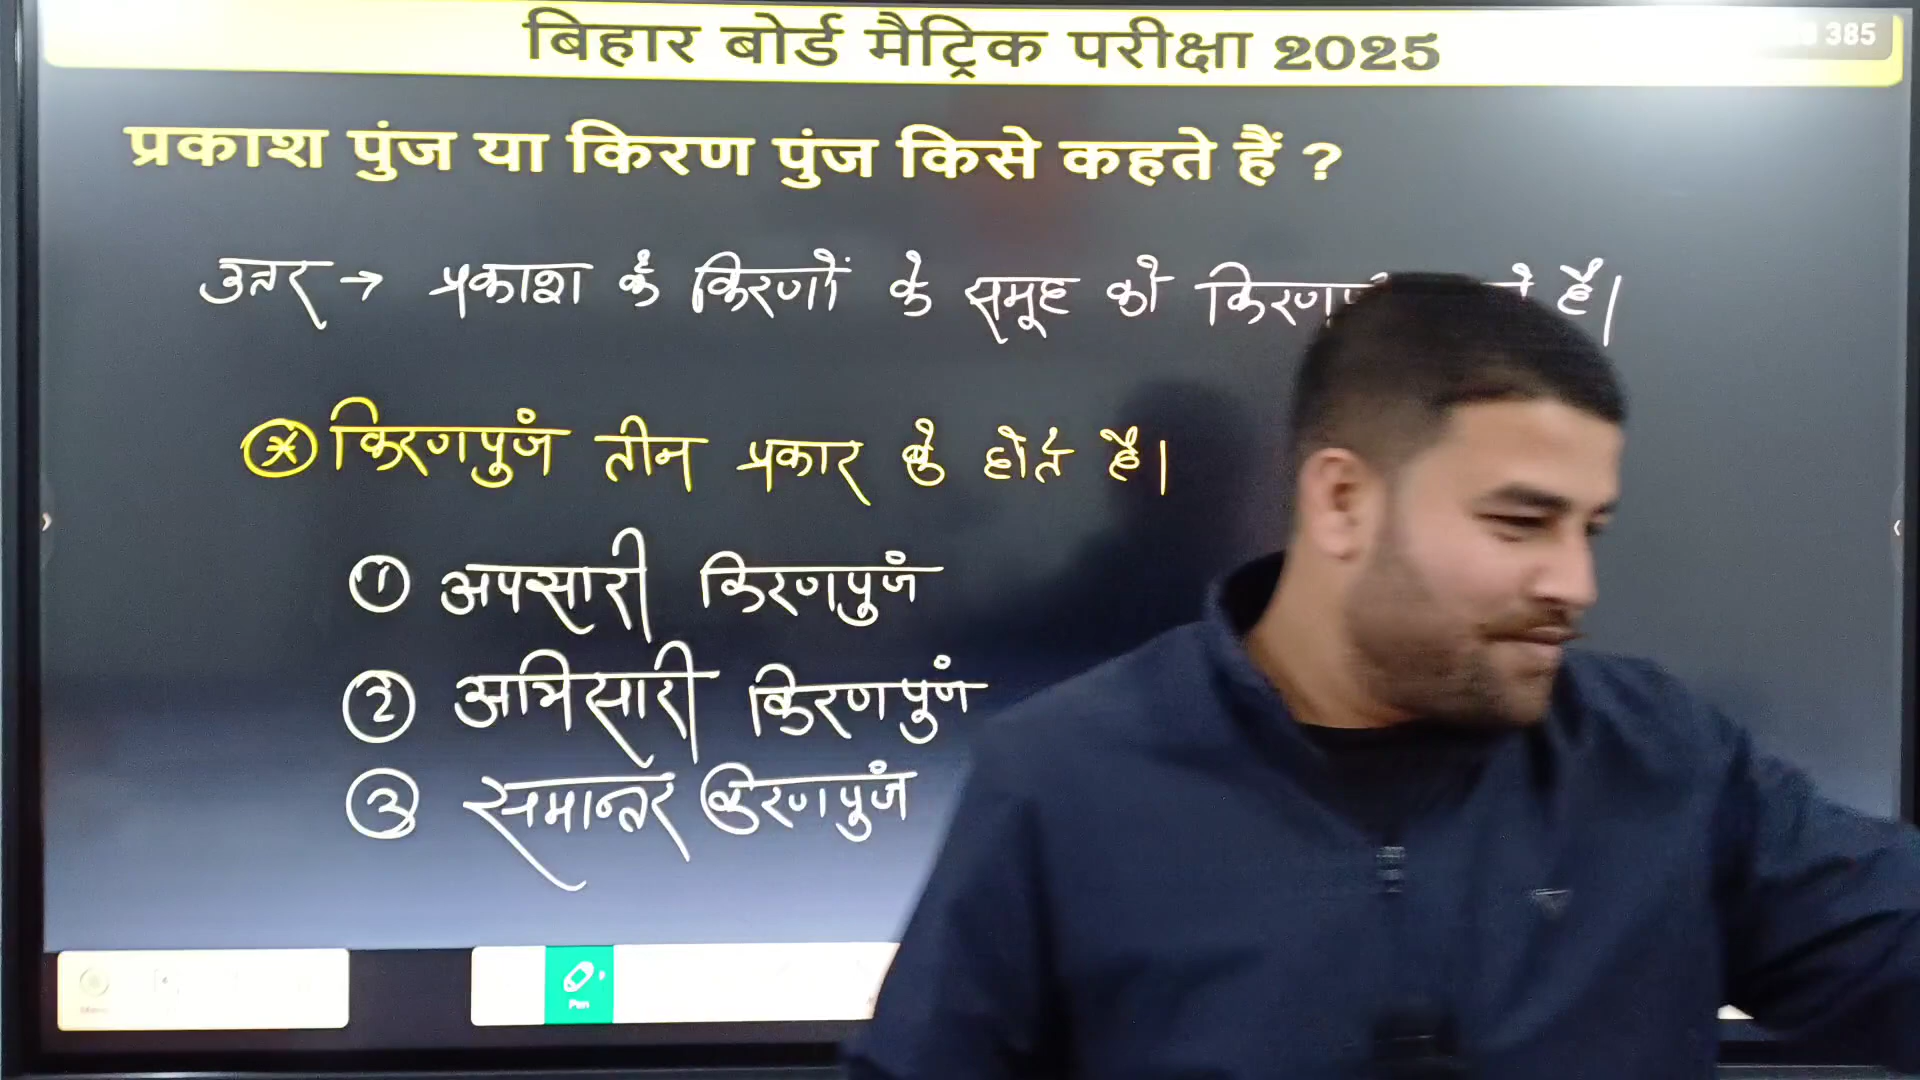 385
बिहार बोर्ड मैट्रिक परीक्षा 2025
प्रकाश पुंज या किरण पुंज किसे कहते हैं ?
उत्तर → प्रकाश के किरणों के समूह को है।
* किरणपुंज तीन प्रकार के होते है।
1 अपसारी किरणपुंज
2 अभिसारी किरणपुंज
3 समान्तर किरणपुंज
Pen